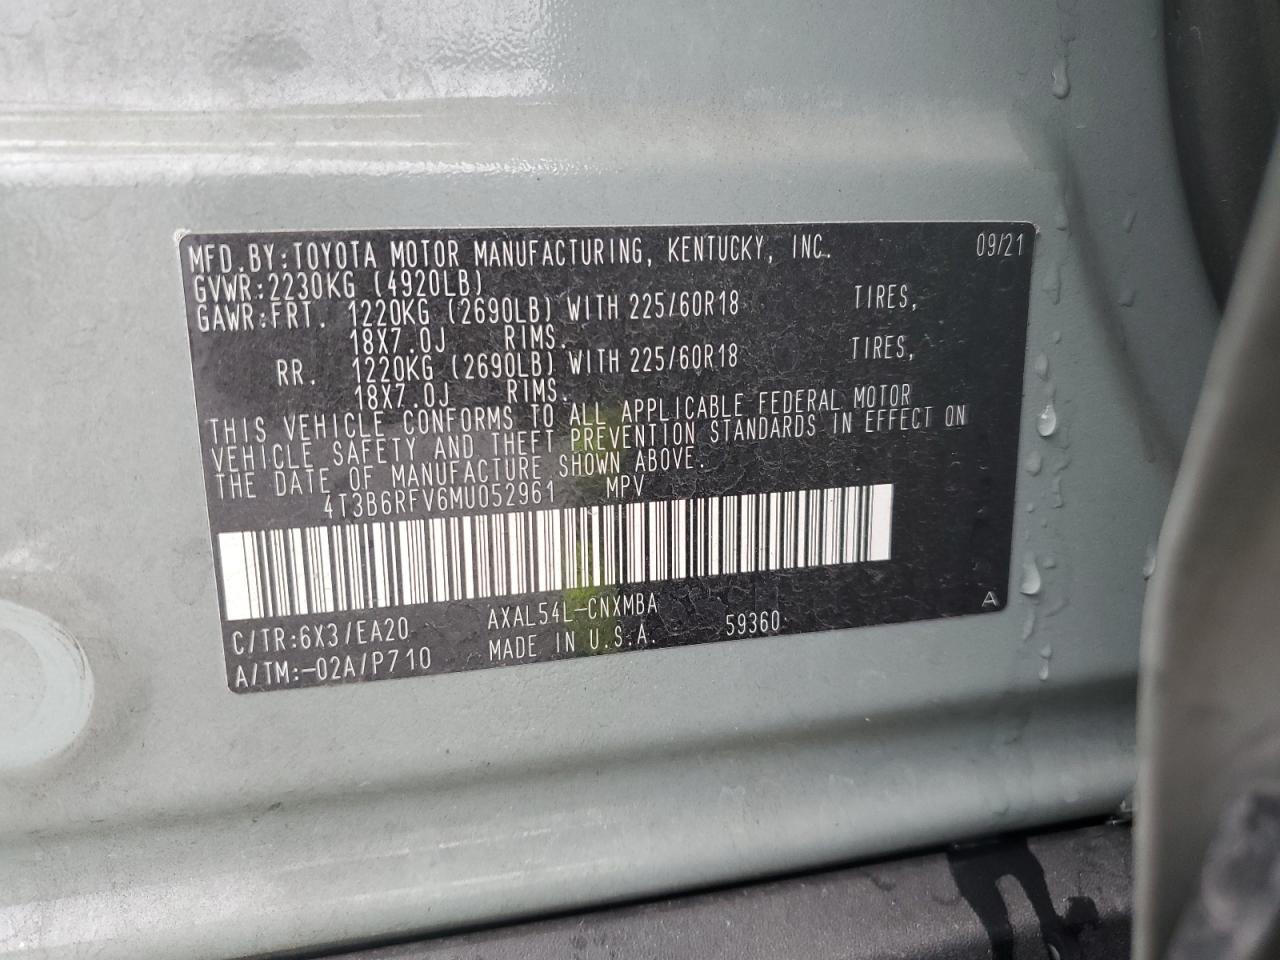 MFD.BY:TOYOTA MOTOR MANUFACTURING, KENTUCKY, INC. 09/21
GVWR:2230KG (4920LB)
GAWR:FRT. 1220KG (2690LB) WITH 225/60R18 TIRES,
18X7.0J RIMS.
RR. 1220KG (2690LB) WITH 225/60R18 TIRES,
18X7.0J RIMS.
THIS VEHICLE CONFORMS TO ALL APPLICABLE FEDERAL MOTOR
VEHICLE SAFETY AND THEFT PREVENTION STANDARDS IN EFFECT ON
THE DATE OF MANUFACTURE SHOWN ABOVE.
4T3B6RFV6MU052961 MPV
C/TR:6X3/EA20 AXAL54L-CNXMBA A
A/TM:-02A/P710 MADE IN U.S.A. 59360